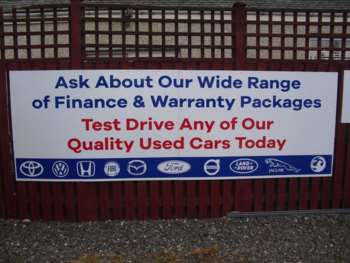 Ask About Our Wide Range
of Finance & Warranty Packages
Test Drive Any of Our
Quality Used Cars Today
Ford
LAND ROVER
JAGUAR